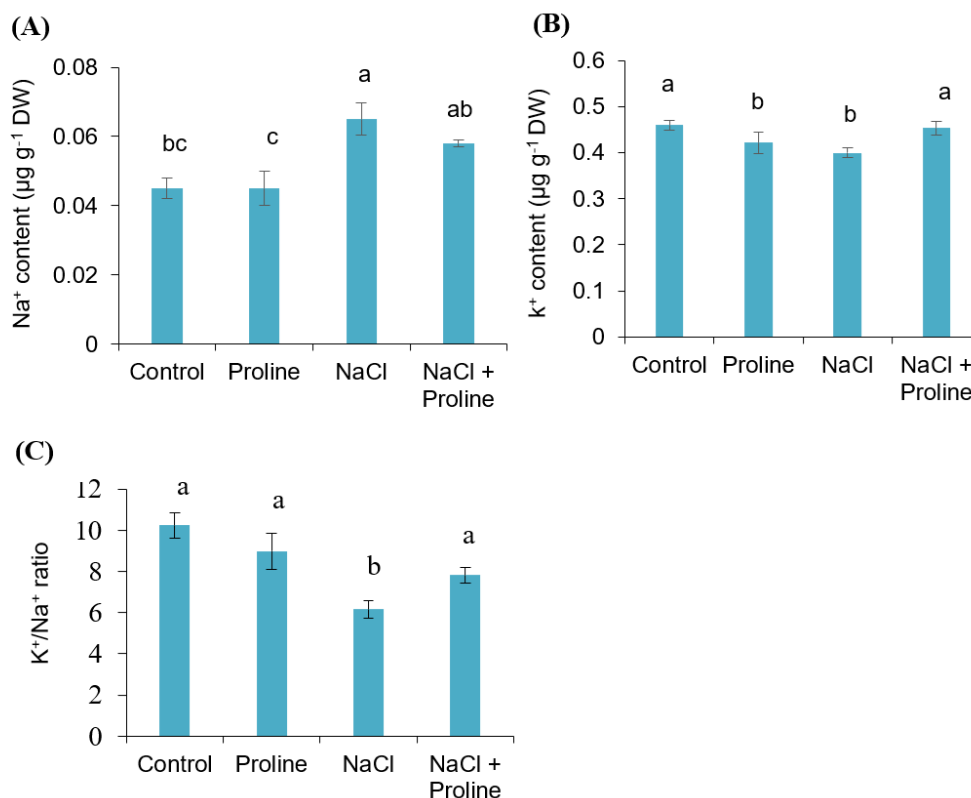 (A)
Na⁺ content (µg g⁻¹ DW)
0.08
0.06
0.04
0.02
0
bc
c
a
ab
Control
Proline
NaCl
NaCl +
Proline
(B)
k⁺ content (µg g⁻¹ DW)
0.6
0.5
0.4
0.3
0.2
0.1
0
a
b
b
a
Control
Proline
NaCl
NaCl +
Proline
(C)
K⁺/Na⁺ ratio
12
10
8
6
4
2
0
a
a
b
a
Control
Proline
NaCl
NaCl +
Proline